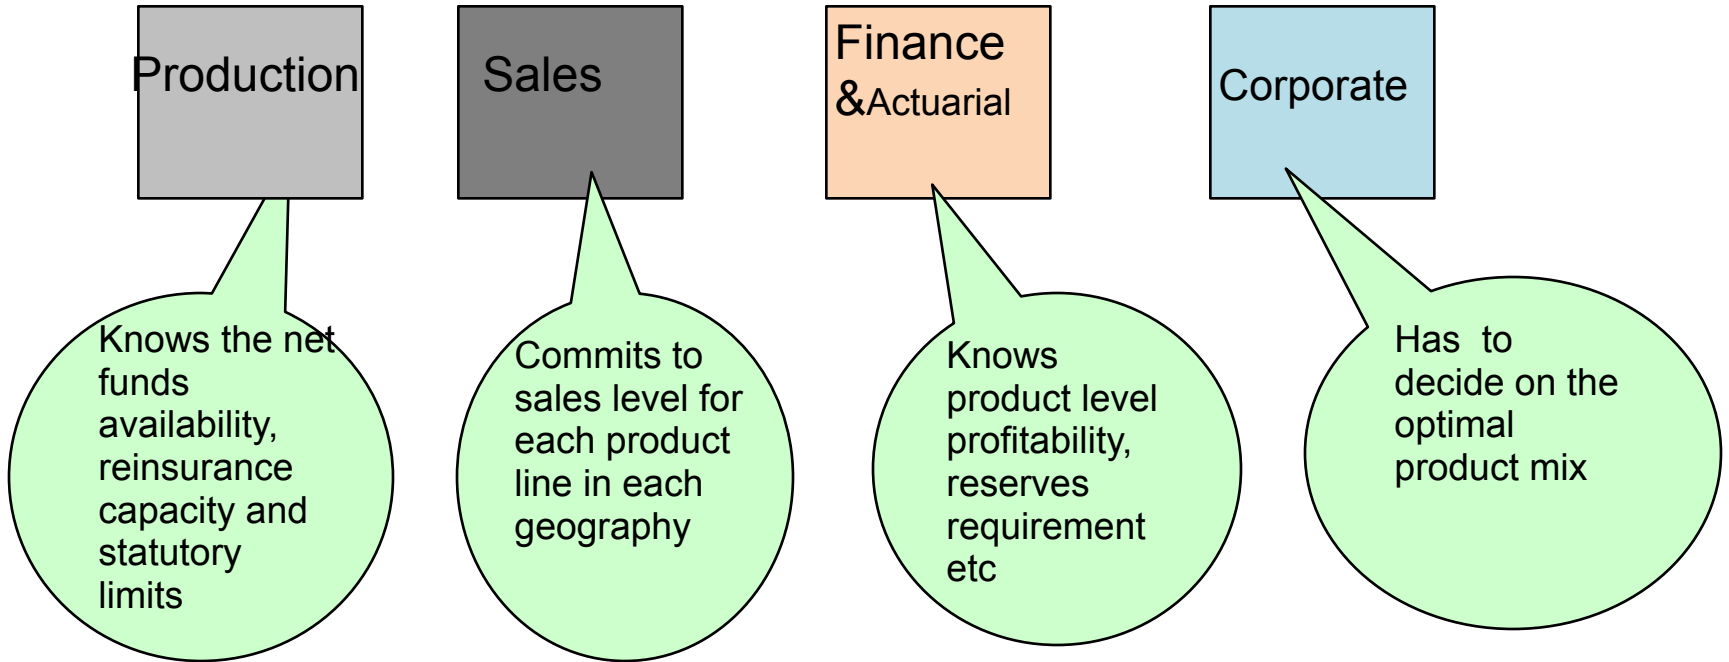 Production
Sales
Finance
&Actuarial
Corporate
Knows the net
funds
availability,
reinsurance
capacity and
statutory
limits
Commits to
sales level for
each product
line in each
geography
Knows
product level
profitability,
reserves
requirement
etc
Has  to
decide on the
optimal
product mix